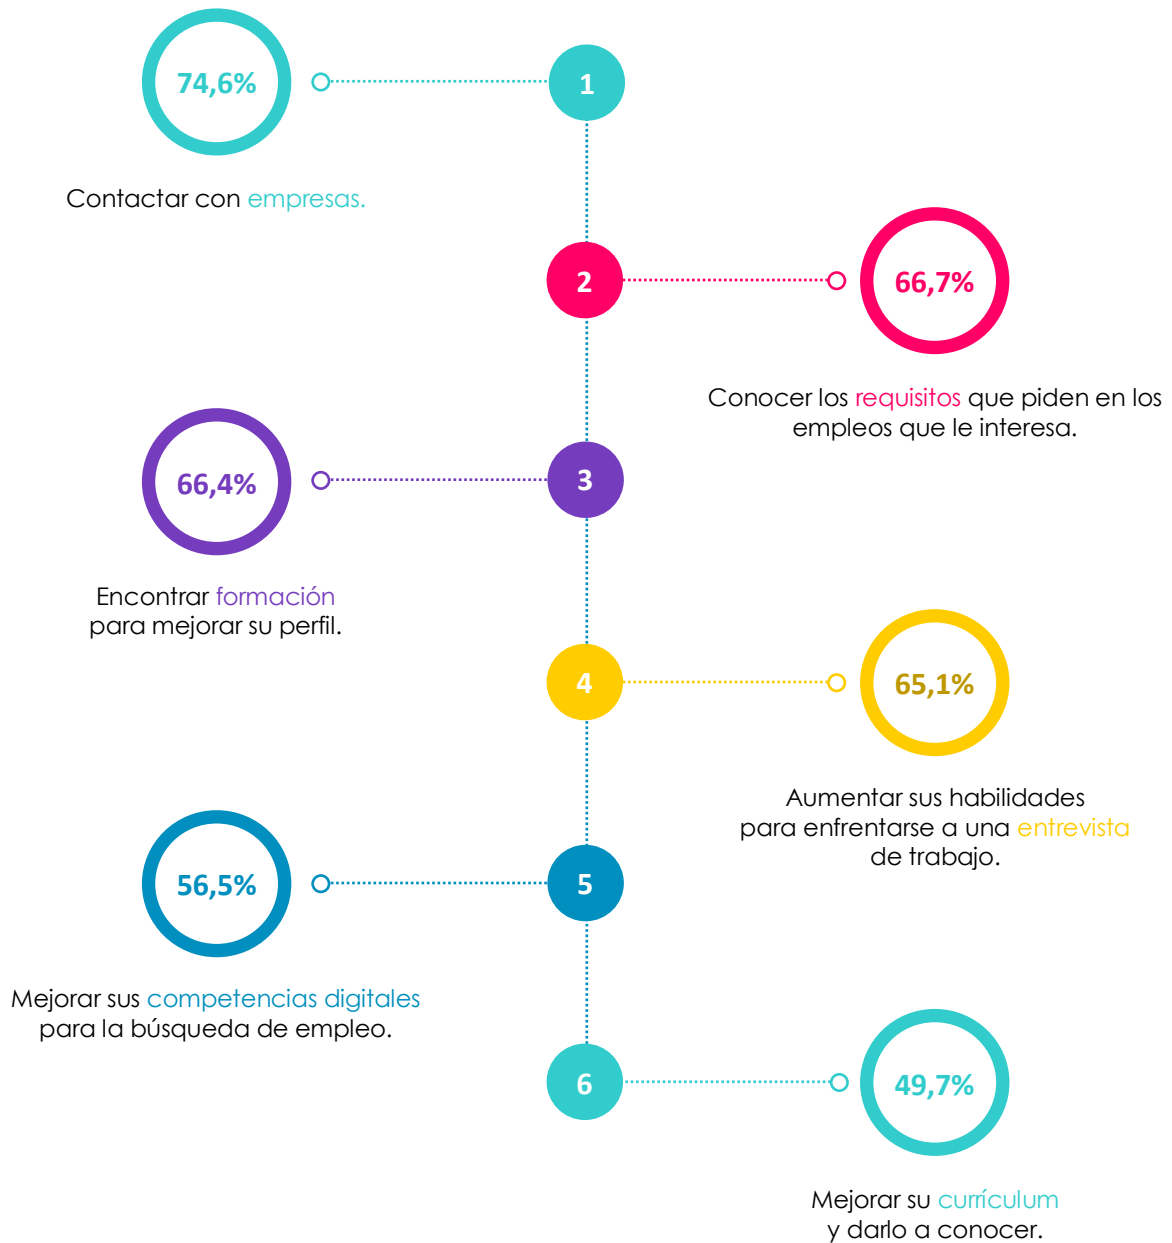 74,6%
1
Contactar con empresas.
2
66,7%
Conocer los requisitos que piden en los
empleos que le interesa.
66,4%
3
Encontrar formación
para mejorar su perfil.
4
65,1%
Aumentar sus habilidades
para enfrentarse a una entrevista
de trabajo.
56,5%
5
Mejorar sus competencias digitales
para la búsqueda de empleo.
6
49,7%
Mejorar su currículum
y darlo a conocer.